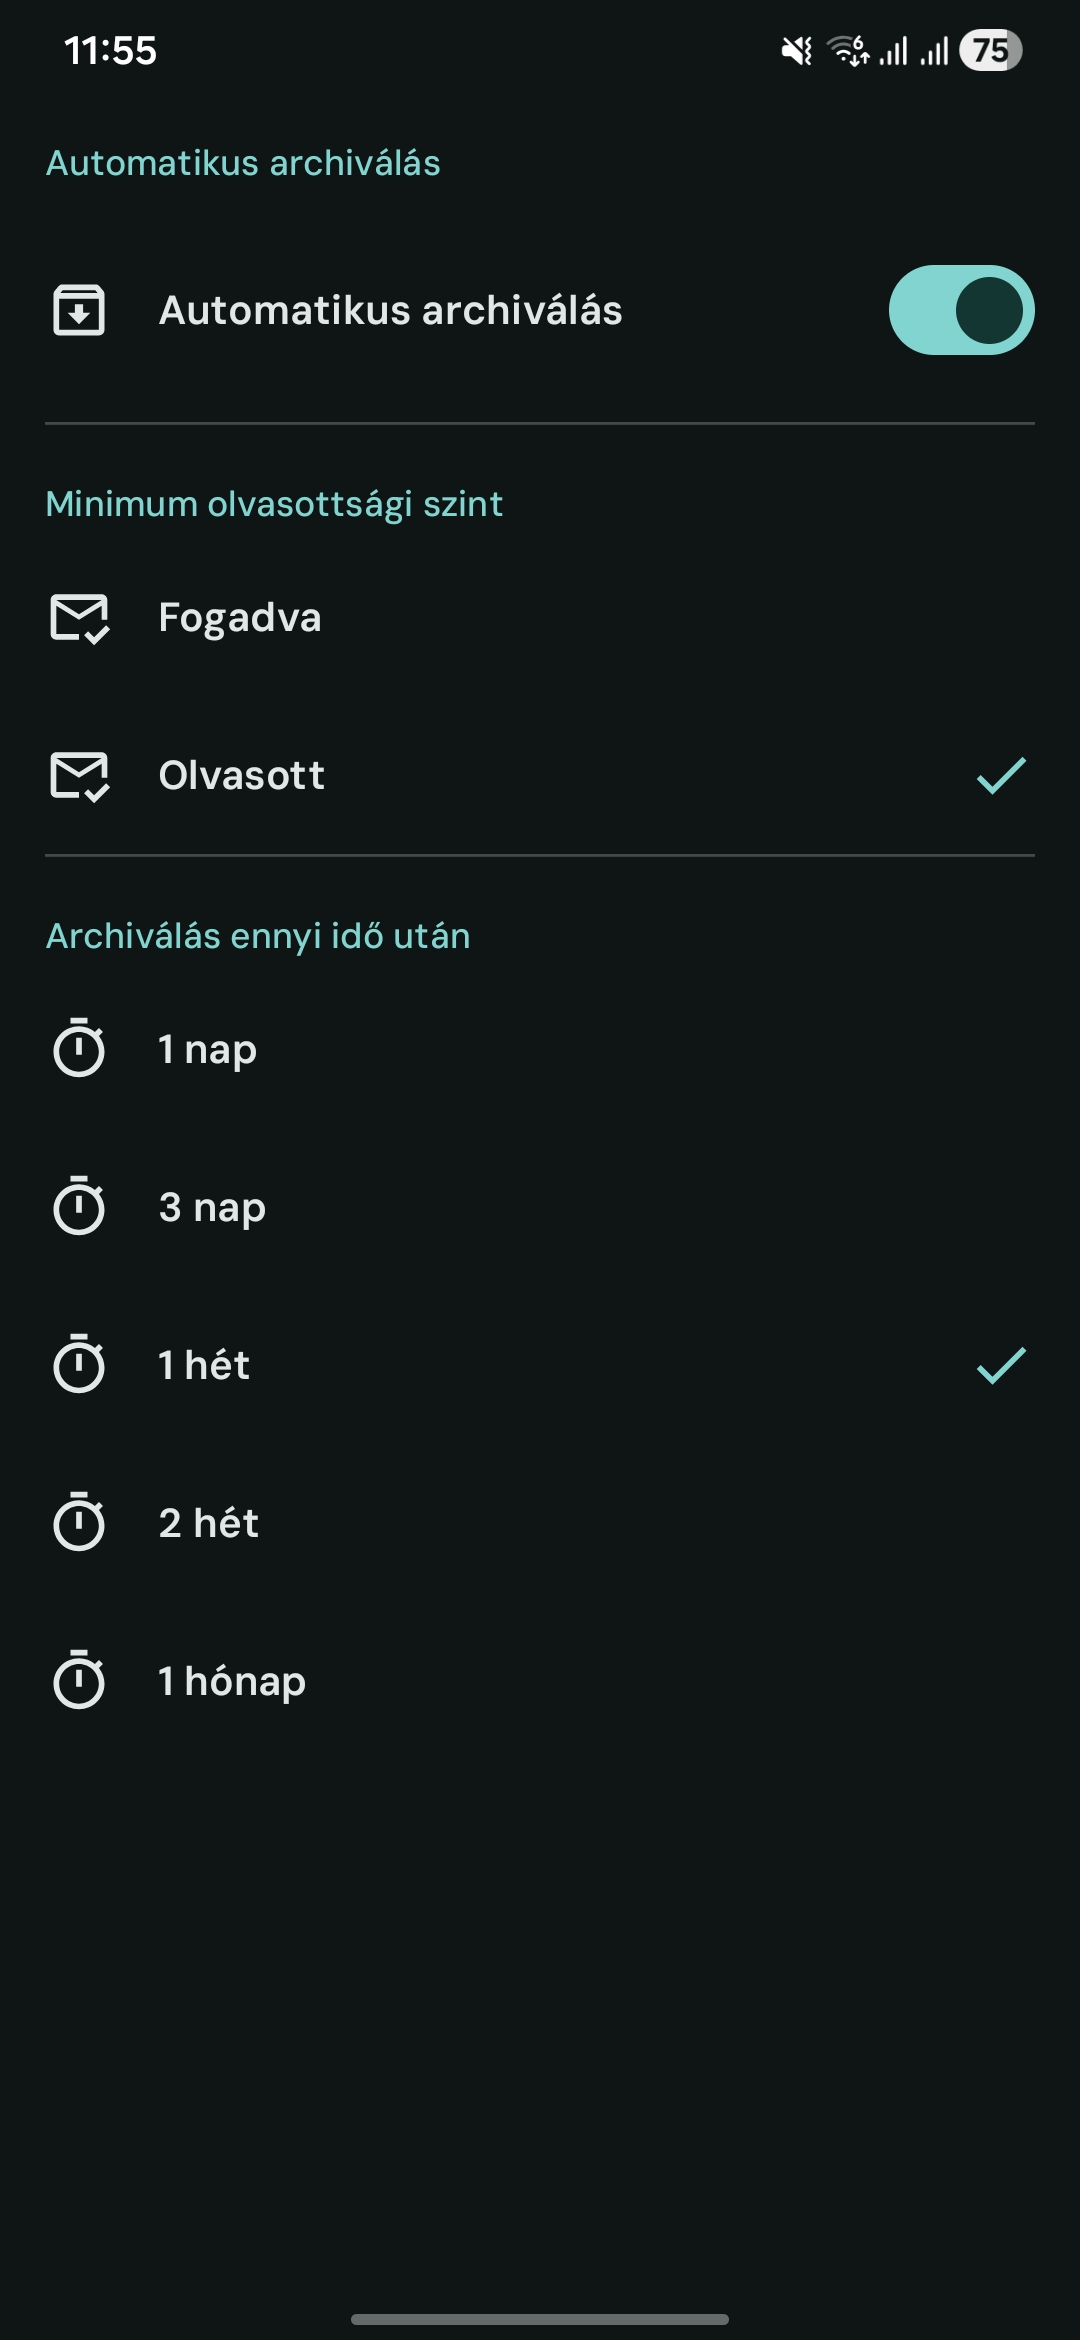 11:55
6
75
Automatikus archiválás
Automatikus archiválás
Minimum olvasottsági szint
Fogadva
Olvasott
Archiválás ennyi idő után
1 nap
3 nap
1 hét
2 hét
1 hónap